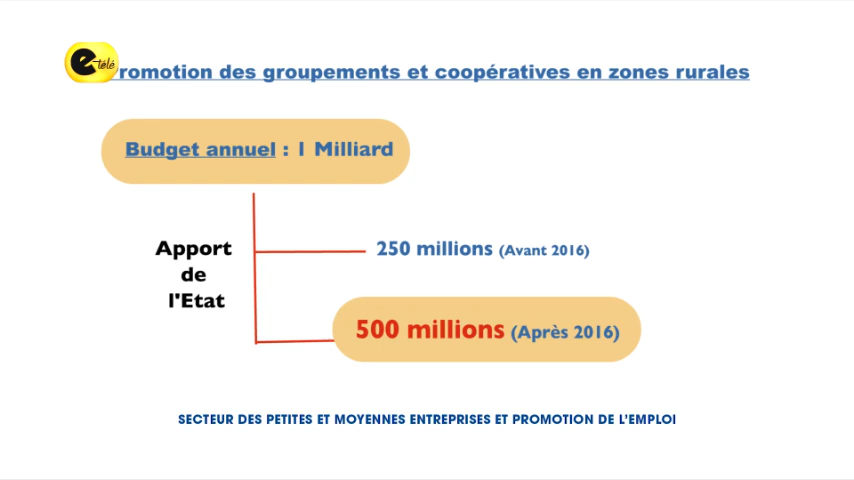 e-télé
romotion des groupements et coopératives en zones rurales
Budget annuel : 1 Milliard
Apport
de
l'Etat
250 millions (Avant 2016)
500 millions (Après 2016)
SECTEUR DES PETITES ET MOYENNES ENTREPRISES ET PROMOTION DE L'EMPLOI